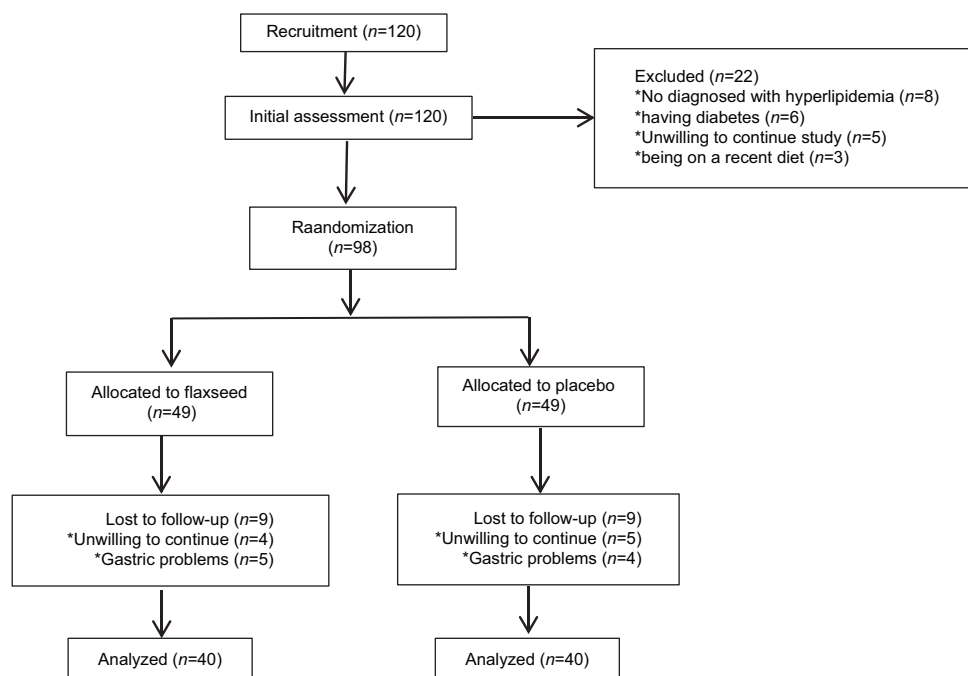 Recruitment (n=120)
Initial assessment (n=120)
Excluded (n=22)
*No diagnosed with hyperlipidemia (n=8)
*having diabetes (n=6)
*Unwilling to continue study (n=5)
*being on a recent diet (n=3)
Raandomization
(n=98)
Allocated to flaxseed
(n=49)
Allocated to placebo
(n=49)
Lost to follow-up (n=9)
*Unwilling to continue (n=4)
*Gastric problems (n=5)
Lost to follow-up (n=9)
*Unwilling to continue (n=5)
*Gastric problems (n=4)
Analyzed (n=40)
Analyzed (n=40)